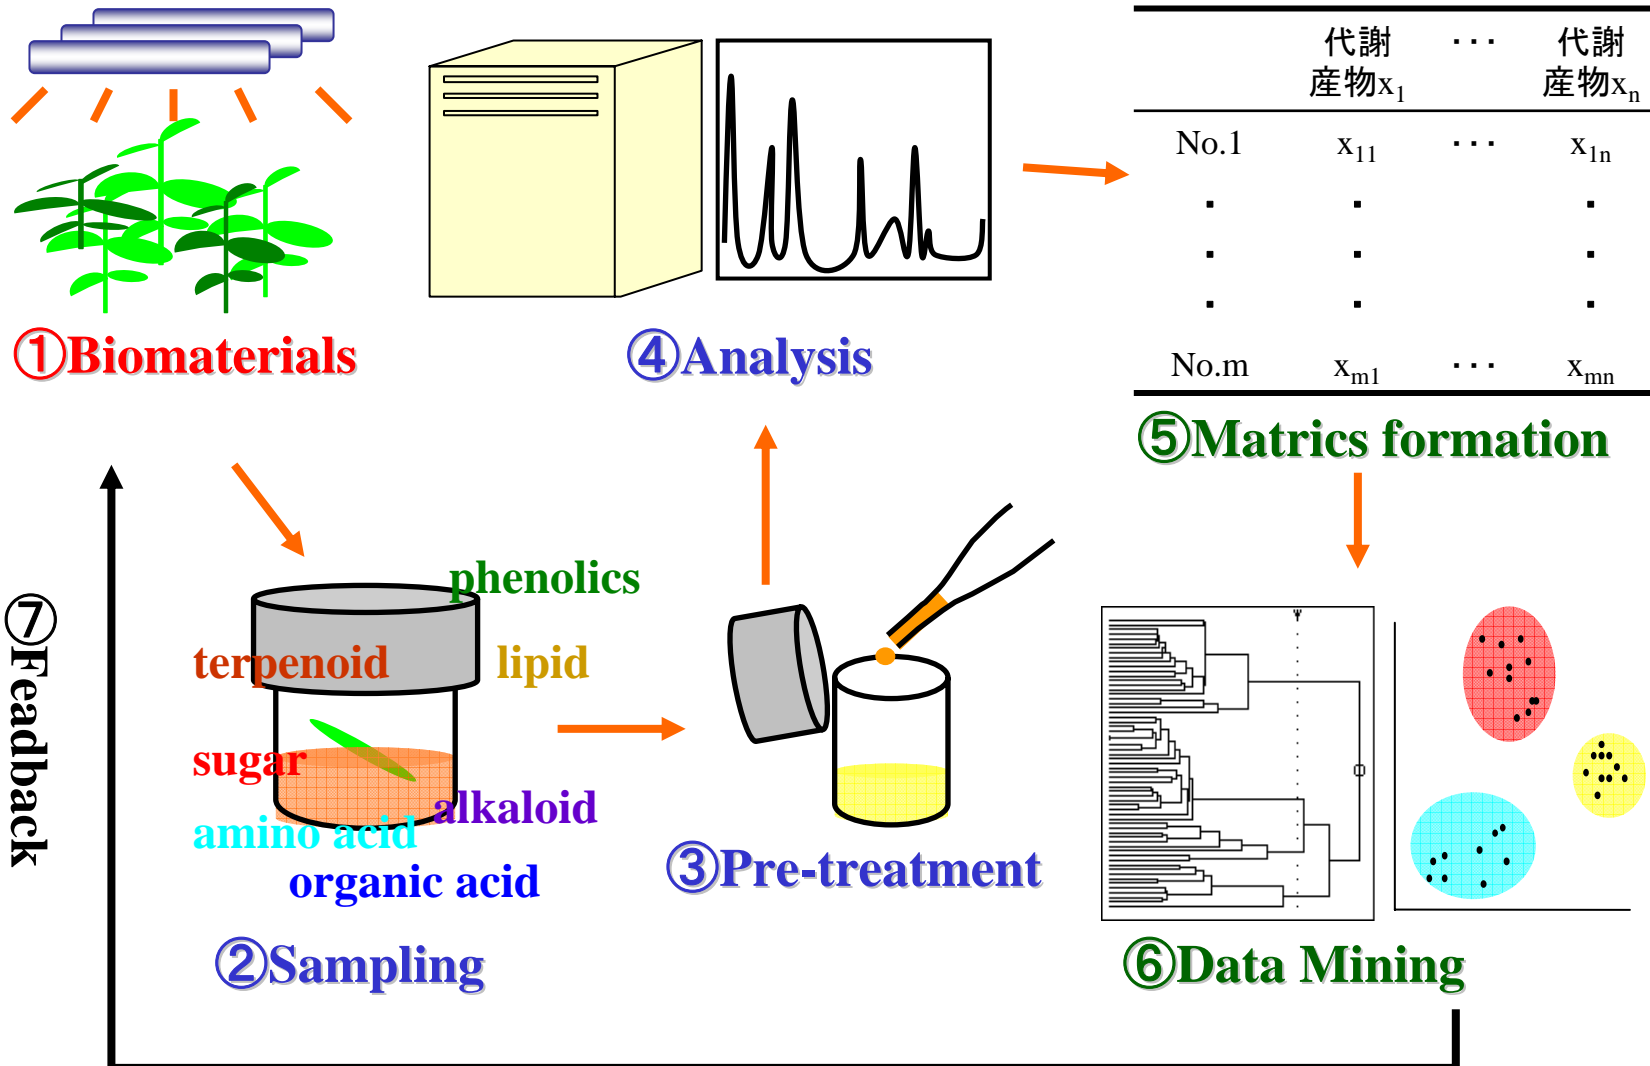 ①Biomaterials
②Sampling
phenolics
terpenoid
lipid
sugar
alkaloid
amino acid
organic acid
③Pre-treatment
④Analysis
代謝 ･･･ 代謝
産物x1 産物xn
No.1 x11 ･･･ x1n
No.m xm1 ･･･ xmn
⑤Matrics formation
⑥Data Mining
⑦Feadback